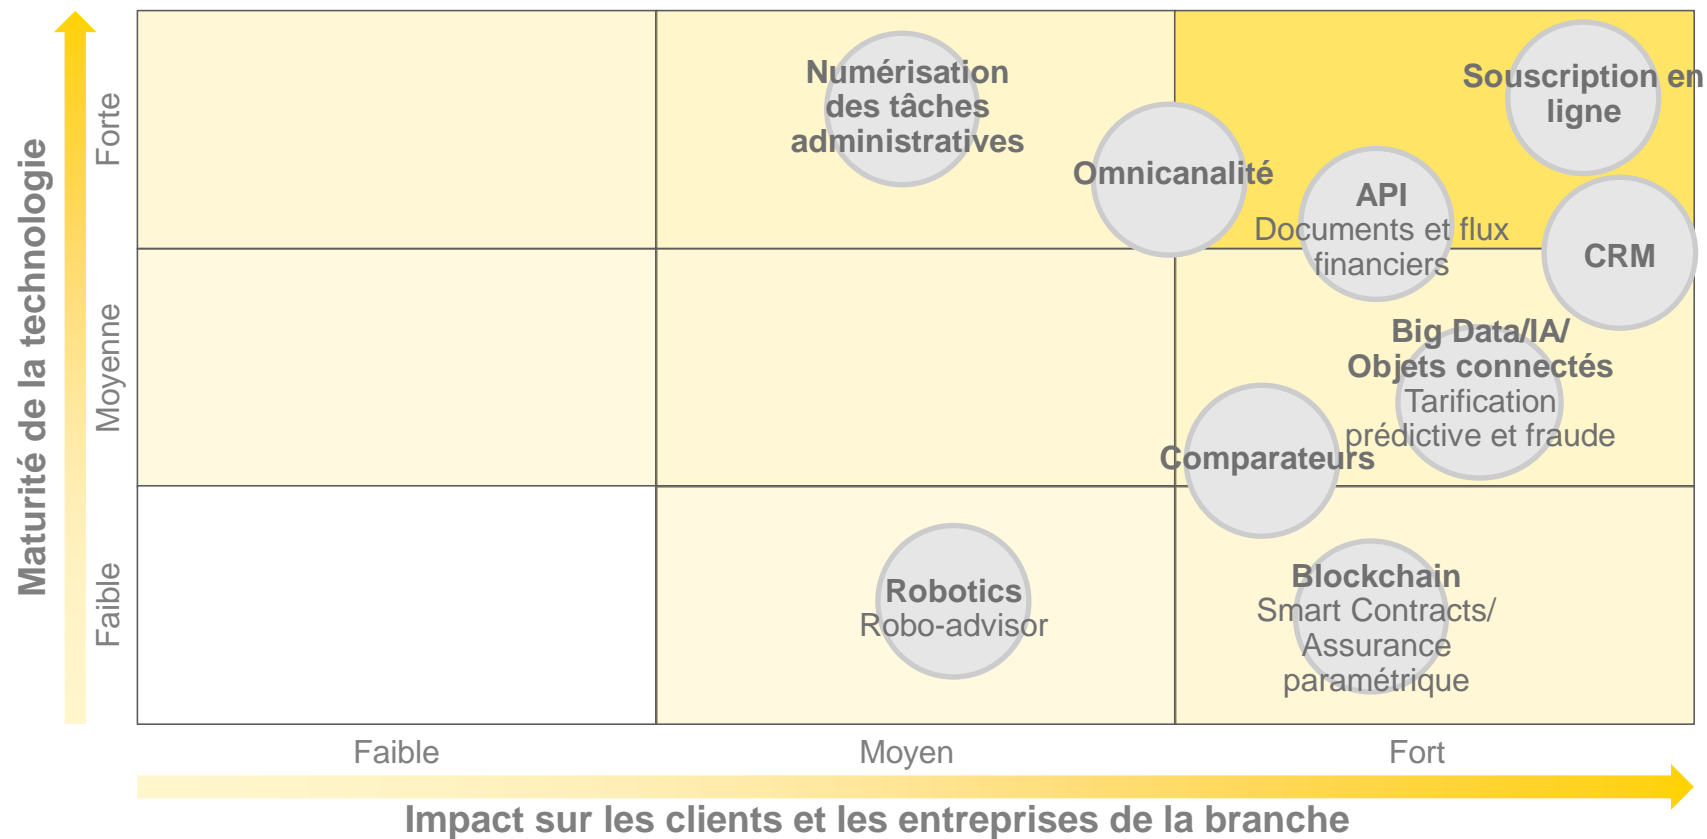 Maturité de la technologie
Forte
Moyenne
Faible
Numérisation
des tâches
administratives
Omnicanalité
Souscription en
ligne
API
Documents et flux
financiers
CRM
Big Data/IA/
Objets connectés
Tarification
prédictive et fraude
Comparateurs
Robotics
Robo-advisor
Blockchain
Smart Contracts/
Assurance
paramétrique
Faible
Moyen
Fort
Impact sur les clients et les entreprises de la branche